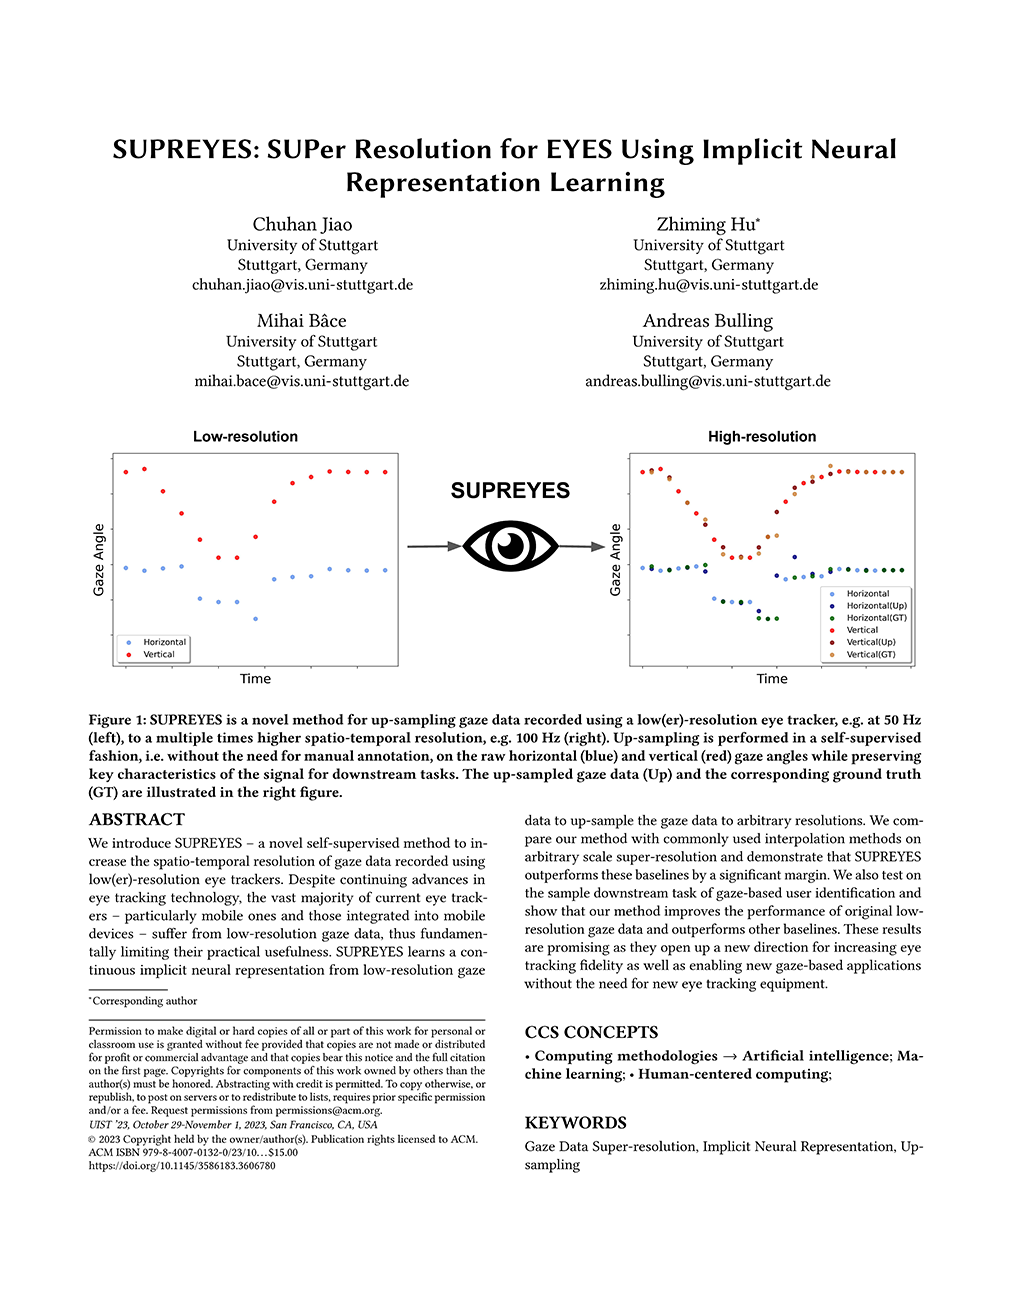 SUPREYES: SUPer Resolution for EYES Using Implicit Neural
Representation Learning
Chuhan Jiao
University of Stuttgart
Stuttgart, Germany
chuhan.jiao@vis.uni-stuttgart.de
Zhiming Hu*
University of Stuttgart
Stuttgart, Germany
zhiming.hu@vis.uni-stuttgart.de
Mihai Bâce
University of Stuttgart
Stuttgart, Germany
mihai.bace@vis.uni-stuttgart.de
Andreas Bulling
University of Stuttgart
Stuttgart, Germany
andreas.bulling@vis.uni-stuttgart.de
Low-resolution
Gaze Angle
Horizontal
Vertical
Time
SUPREYES
High-resolution
Gaze Angle
Horizontal
Horizontal(Up)
Horizontal(GT)
Vertical
Vertical(Up)
Vertical(GT)
Time
Figure 1: SUPREYES is a novel method for up-sampling gaze data recorded using a low(er)-resolution eye tracker, e.g. at 50 Hz
(left), to a multiple times higher spatio-temporal resolution, e.g. 100 Hz (right). Up-sampling is performed in a self-supervised
fashion, i.e. without the need for manual annotation, on the raw horizontal (blue) and vertical (red) gaze angles while preserving
key characteristics of the signal for downstream tasks. The up-sampled gaze data (Up) and the corresponding ground truth
(GT) are illustrated in the right figure.
ABSTRACT
We introduce SUPREYES – a novel self-supervised method to in-
crease the spatio-temporal resolution of gaze data recorded using
low(er)-resolution eye trackers. Despite continuing advances in
eye tracking technology, the vast majority of current eye track-
ers – particularly mobile ones and those integrated into mobile
devices – suffer from low-resolution gaze data, thus fundamen-
tally limiting their practical usefulness. SUPREYES learns a con-
tinuous implicit neural representation from low-resolution gaze
*Corresponding author
Permission to make digital or hard copies of all or part of this work for personal or
classroom use is granted without fee provided that copies are not made or distributed
for profit or commercial advantage and that copies bear this notice and the full citation
on the first page. Copyrights for components of this work owned by others than the
author(s) must be honored. Abstracting with credit is permitted. To copy otherwise, or
republish, to post on servers or to redistribute to lists, requires prior specific permission
and/or a fee. Request permissions from permissions@acm.org.
UIST '23, October 29-November 1, 2023, San Francisco, CA, USA
© 2023 Copyright held by the owner/author(s). Publication rights licensed to ACM.
ACM ISBN 979-8-4007-0132-0/23/10...$15.00
https://doi.org/10.1145/3586183.3606780
data to up-sample the gaze data to arbitrary resolutions. We com-
pare our method with commonly used interpolation methods on
arbitrary scale super-resolution and demonstrate that SUPREYES
outperforms these baselines by a significant margin. We also test on
the sample downstream task of gaze-based user identification and
show that our method improves the performance of original low-
resolution gaze data and outperforms other baselines. These results
are promising as they open up a new direction for increasing eye
tracking fidelity as well as enabling new gaze-based applications
without the need for new eye tracking equipment.
CCS CONCEPTS
• Computing methodologies → Artificial intelligence; Ma-
chine learning; • Human-centered computing;
KEYWORDS
Gaze Data Super-resolution, Implicit Neural Representation, Up-
sampling